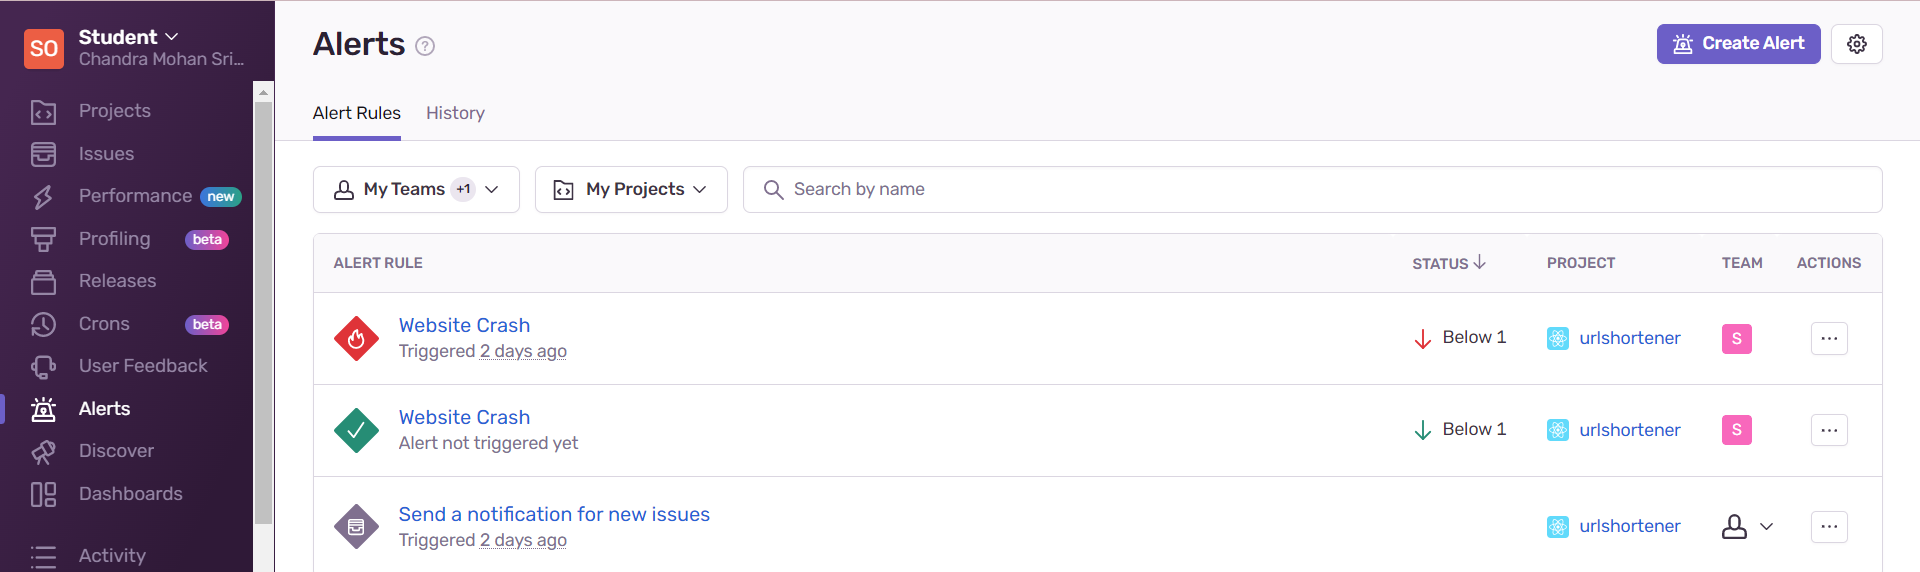 SO
Student
Chandra Mohan Sri...
Projects
Issues
Performance new
Profiling beta
Releases
Crons beta
User Feedback
Alerts
Discover
Dashboards
Activity
Alerts ?
Create Alert
Alert Rules History
My Teams +1 My Projects Search by name
ALERT RULE STATUS PROJECT TEAM ACTIONS
Website Crash
Triggered 2 days ago
Below 1 urlshortener S ...
Website Crash
Alert not triggered yet
Below 1 urlshortener S ...
Send a notification for new issues
Triggered 2 days ago
urlshortener ...